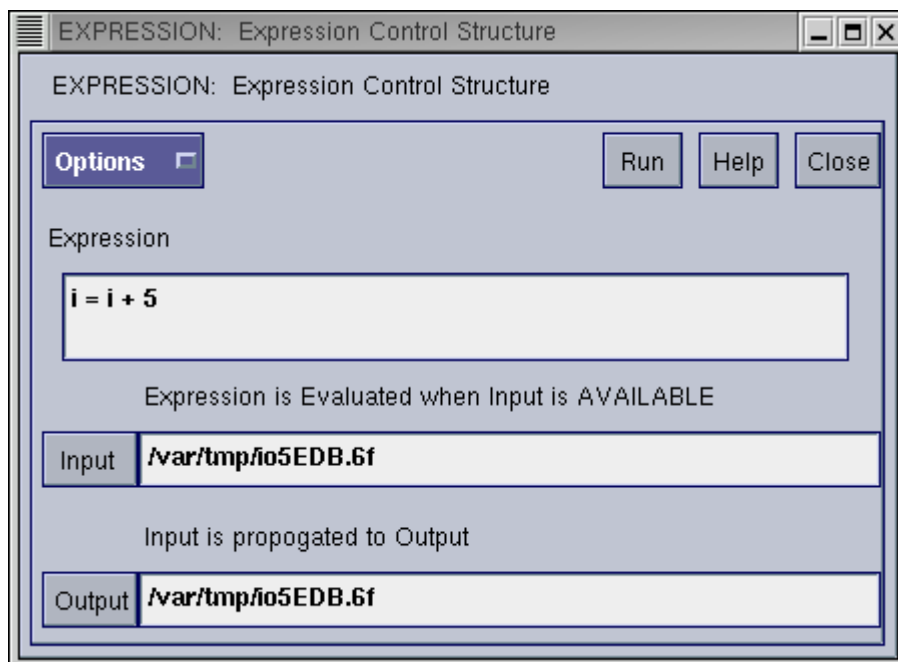 EXPRESSION: Expression Control Structure
EXPRESSION: Expression Control Structure
Options Run Help Close
Expression
i = i + 5
Expression is Evaluated when Input is AVAILABLE
Input /var/tmp/io5EDB.6f
Input is propogated to Output
Output /var/tmp/io5EDB.6f